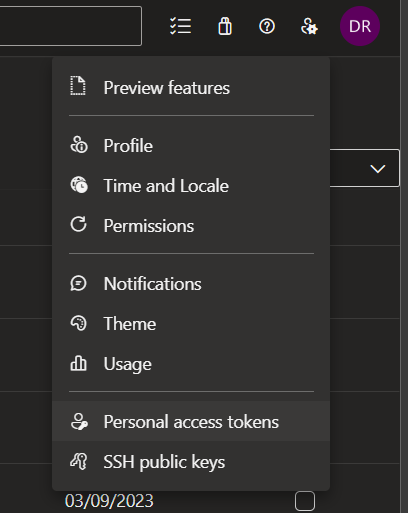 DR
Preview features
Profile
Time and Locale
Permissions
Notifications
Theme
Usage
Personal access tokens
SSH public keys
03/09/2023